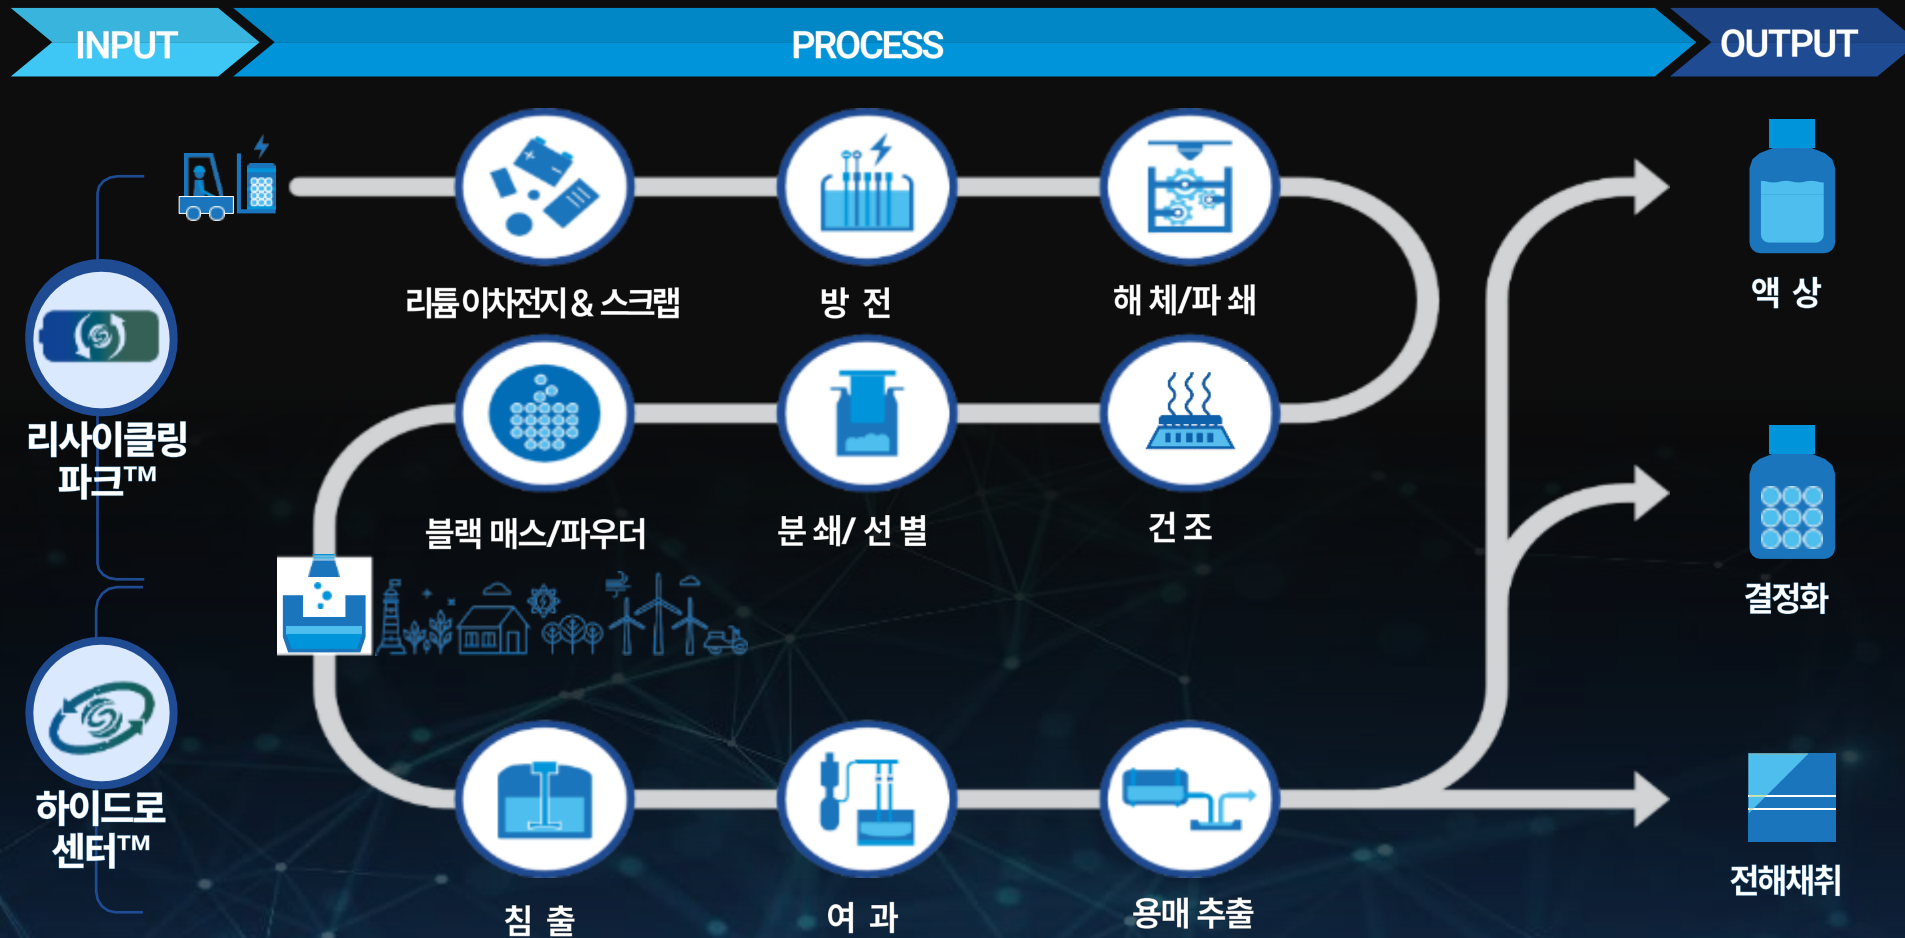 INPUT
PROCESS
OUTPUT
리튬이차전지 & 스크랩
방 전
해 체/파 쇄
액 상
리사이클링
파크™
블랙 매스/파우더
분 쇄/ 선 별
건 조
결정화
하이드로
센터™
침 출
여 과
용매 추출
전해채취